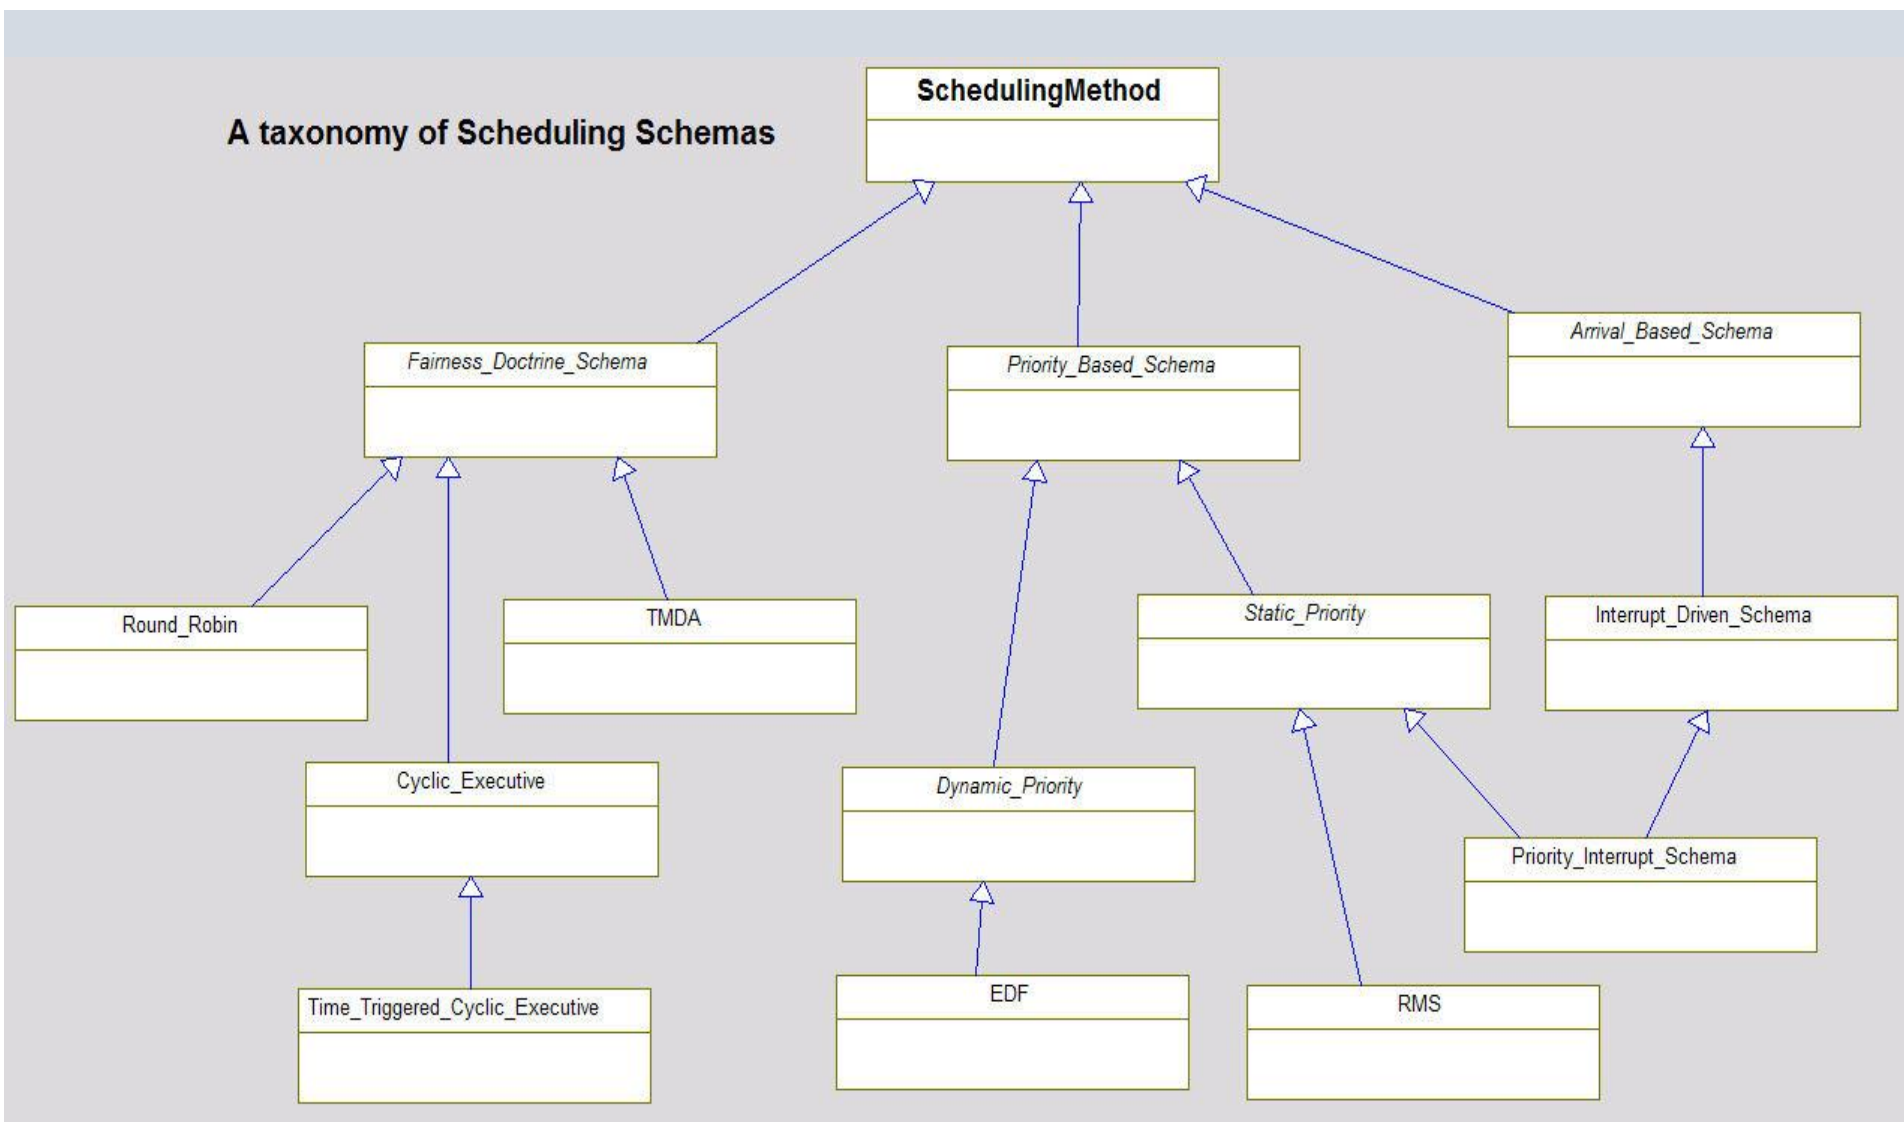 SchedulingMethod
A taxonomy of Scheduling Schemas
Fairness_Doctrine_Schema
Priority_Based_Schema
Arrival_Based_Schema
Round_Robin
TMDA
Static_Priority
Interrupt_Driven_Schema
Cyclic_Executive
Dynamic_Priority
Priority_Interrupt_Schema
Time_Triggered_Cyclic_Executive
EDF
RMS